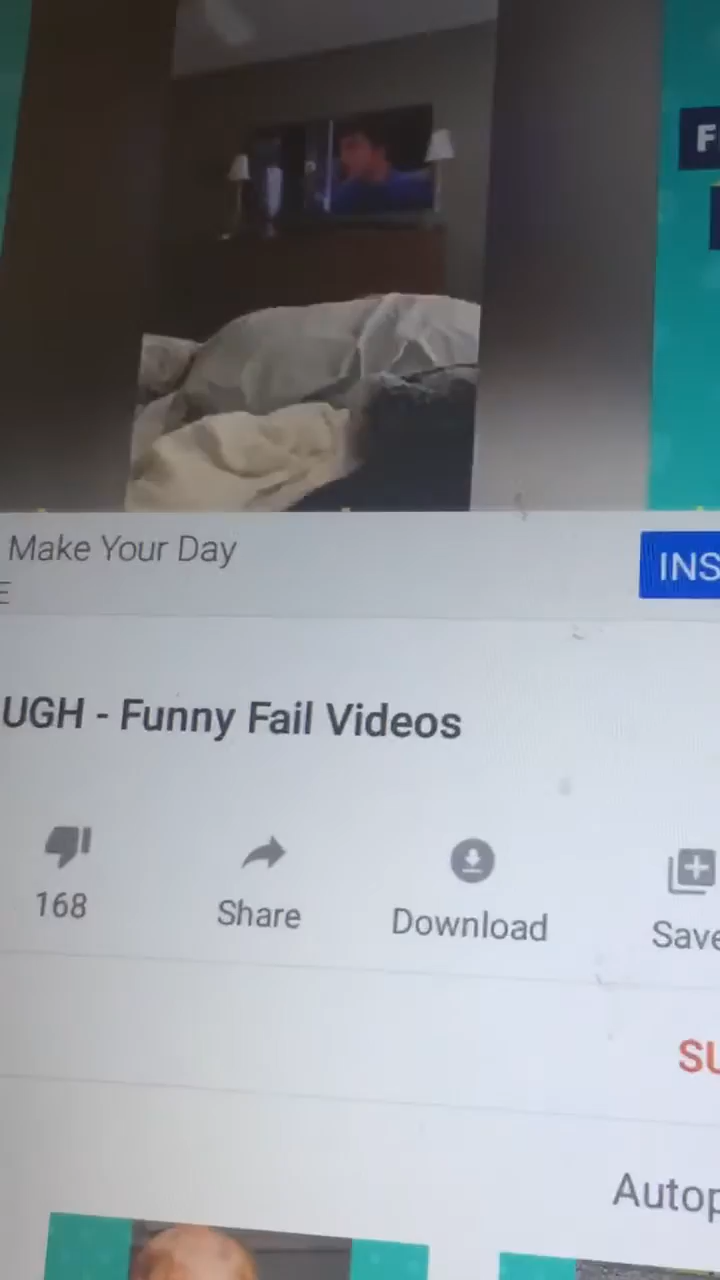 F
Make Your Day
E
INS
UGH - Funny Fail Videos
168
Share
Download
Save
SU
Autop